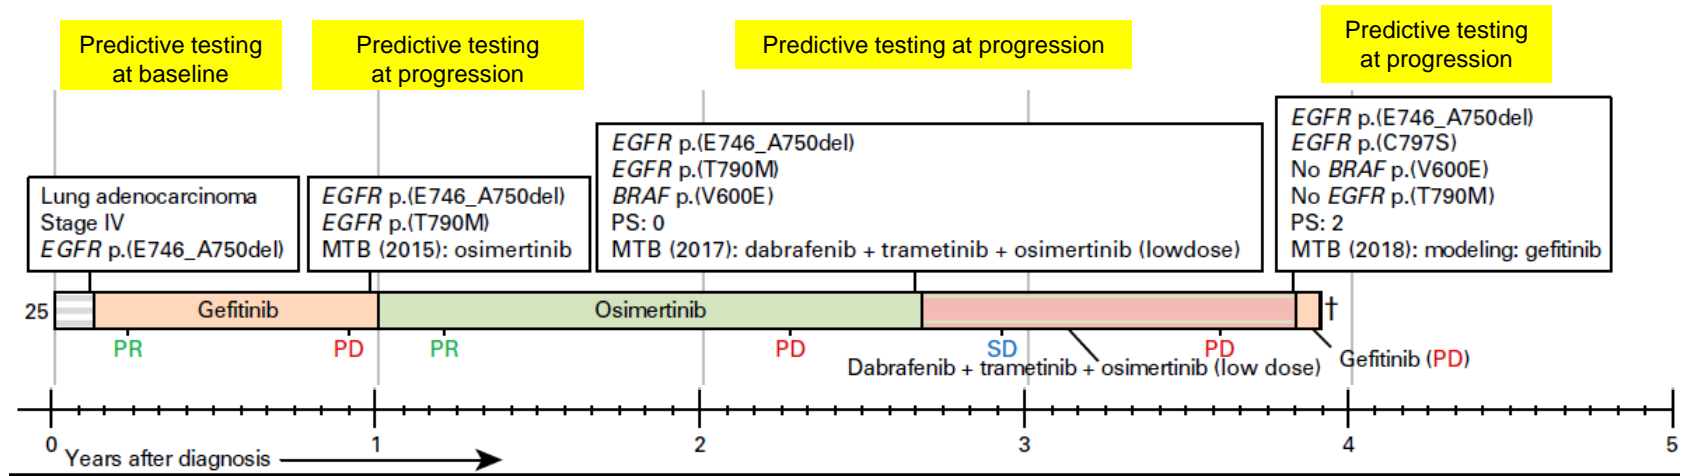 Predictive testing
at baseline
Predictive testing
at progression
Predictive testing at progression
Predictive testing
at progression
Lung adenocarcinoma
Stage IV
EGFR p.(E746_A750del)
EGFR p.(E746_A750del)
EGFR p.(T790M)
MTB (2015): osimertinib
EGFR p.(E746_A750del)
EGFR p.(T790M)
BRAF p.(V600E)
PS: 0
MTB (2017): dabrafenib + trametinib + osimertinib (lowdose)
EGFR p.(E746_A750del)
EGFR p.(C797S)
No BRAF p.(V600E)
No EGFR p.(T790M)
PS: 2
MTB (2018): modeling: gefitinib
25
Gefitinib
Osimertinib
†
PR
PD
PR
PD
SD
PD
Dabrafenib + trametinib + osimertinib (low dose)
Gefitinib (PD)
0
1
2
3
4
5
Years after diagnosis